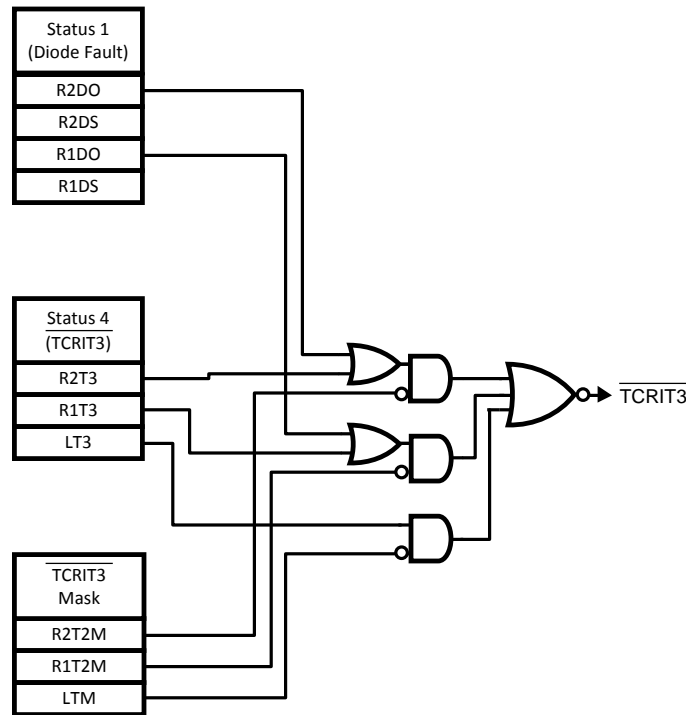 Status 1
(Diode Fault)
R2DO
R2DS
R1DO
R1DS
Status 4
(TCRIT3)
R2T3
R1T3
LT3
TCRIT3
TCRIT3
Mask
R2T2M
R1T2M
LTM